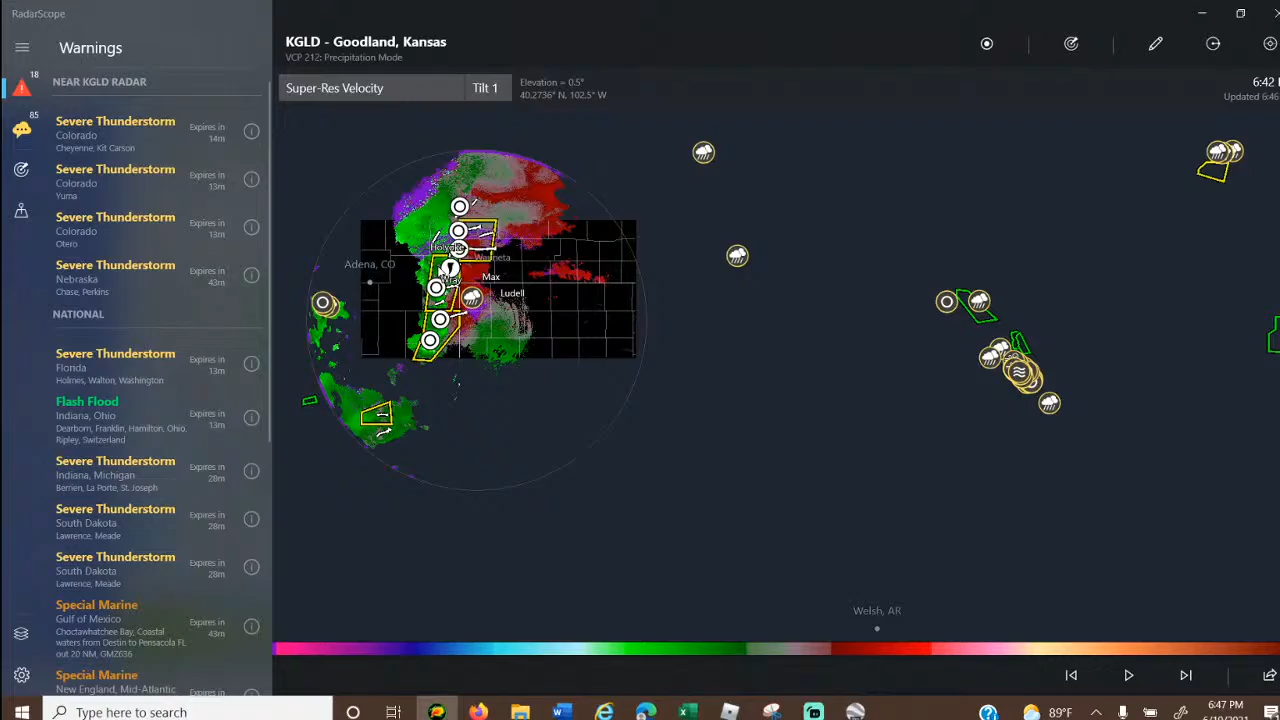 RadarScope
Warnings
18
85
NEAR KGLD RADAR
Severe Thunderstorm
Colorado
Cheyenne, Kit Carson
Expires in
14m
Severe Thunderstorm
Colorado
Yuma
Expires in
13m
Severe Thunderstorm
Colorado
Otero
Expires in
13m
Severe Thunderstorm
Nebraska
Chase, Perkins
Expires in
43m
NATIONAL
Severe Thunderstorm
Florida
Holmes, Walton, Washington
Expires in
13m
Flash Flood
Indiana, Ohio
Dearborn, Franklin, Hamilton, Ohio,
Ripley, Switzerland
Expires in
13m
Severe Thunderstorm
Indiana, Michigan
Berrien, La Porte, St. Joseph
Expires in
28m
Severe Thunderstorm
South Dakota
Lawrence, Meade
Expires in
28m
Severe Thunderstorm
South Dakota
Lawrence, Meade
Expires in
28m
Special Marine
Gulf of Mexico
Choctawhatchee Bay, Coastal
waters from Destin to Pensacola FL
out 20 NM, GMZ636
Expires in
43m
Special Marine
New England, Mid-Atlantic
Expires in
KGLD - Goodland, Kansas
VCP 212: Precipitation Mode
Super-Res Velocity
Tilt 1
Elevation = 0.5°
40.2736° N, 102.5° W
6:42
Updated 6:46
Adena, CO
Holyoke
Wauneta
Wray
Max
Ludell
Welsh, AR
Type here to search
89°F
6:47 PM